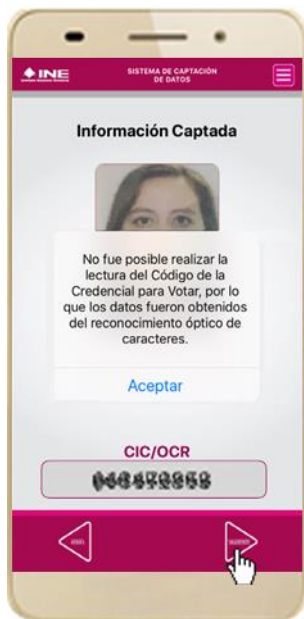 INE
SISTEMA DE CAPTACIÓN
DE DATOS
Información Captada
No fue posible realizar la
lectura del Código de la
Credencial para Votar, por lo
que los datos fueron obtenidos
del reconocimiento óptico de
caracteres.
Aceptar
CIC/OCR